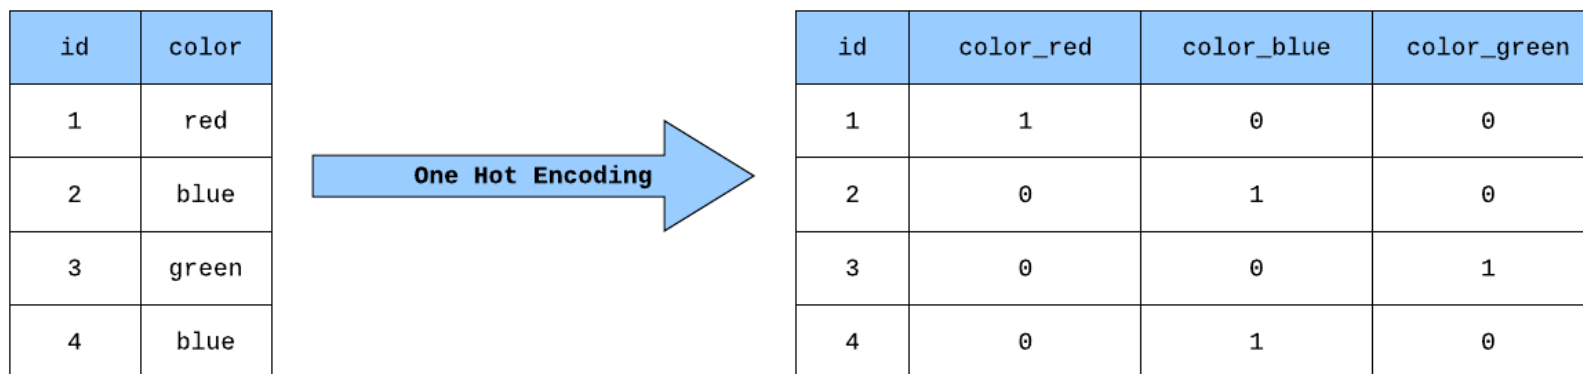 id color
1 red
2 blue
3 green
4 blue
One Hot Encoding
id color_red color_blue color_green
1 1 0 0
2 0 1 0
3 0 0 1
4 0 1 0